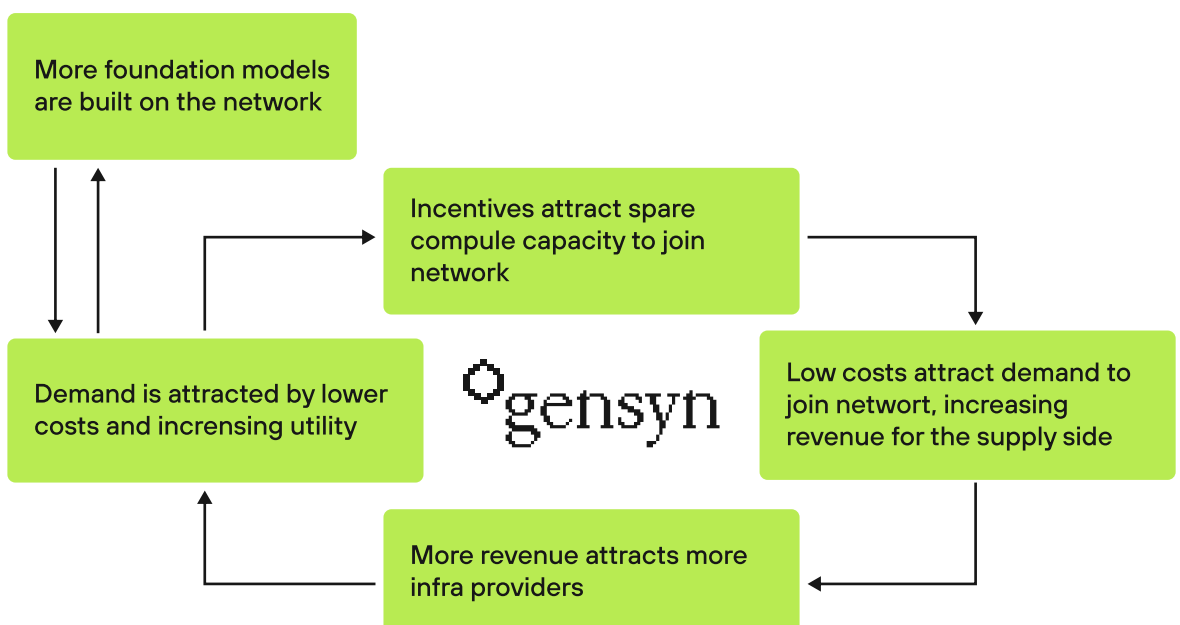 More foundation models
are built on the network
Incentives attract spare
compule capacity to join
network
Demand is attracted by lower
costs and incrensing utility
gensyn
Low costs attract demand to
join networt, increasing
revenue for the supply side
More revenue attracts more
infra providers